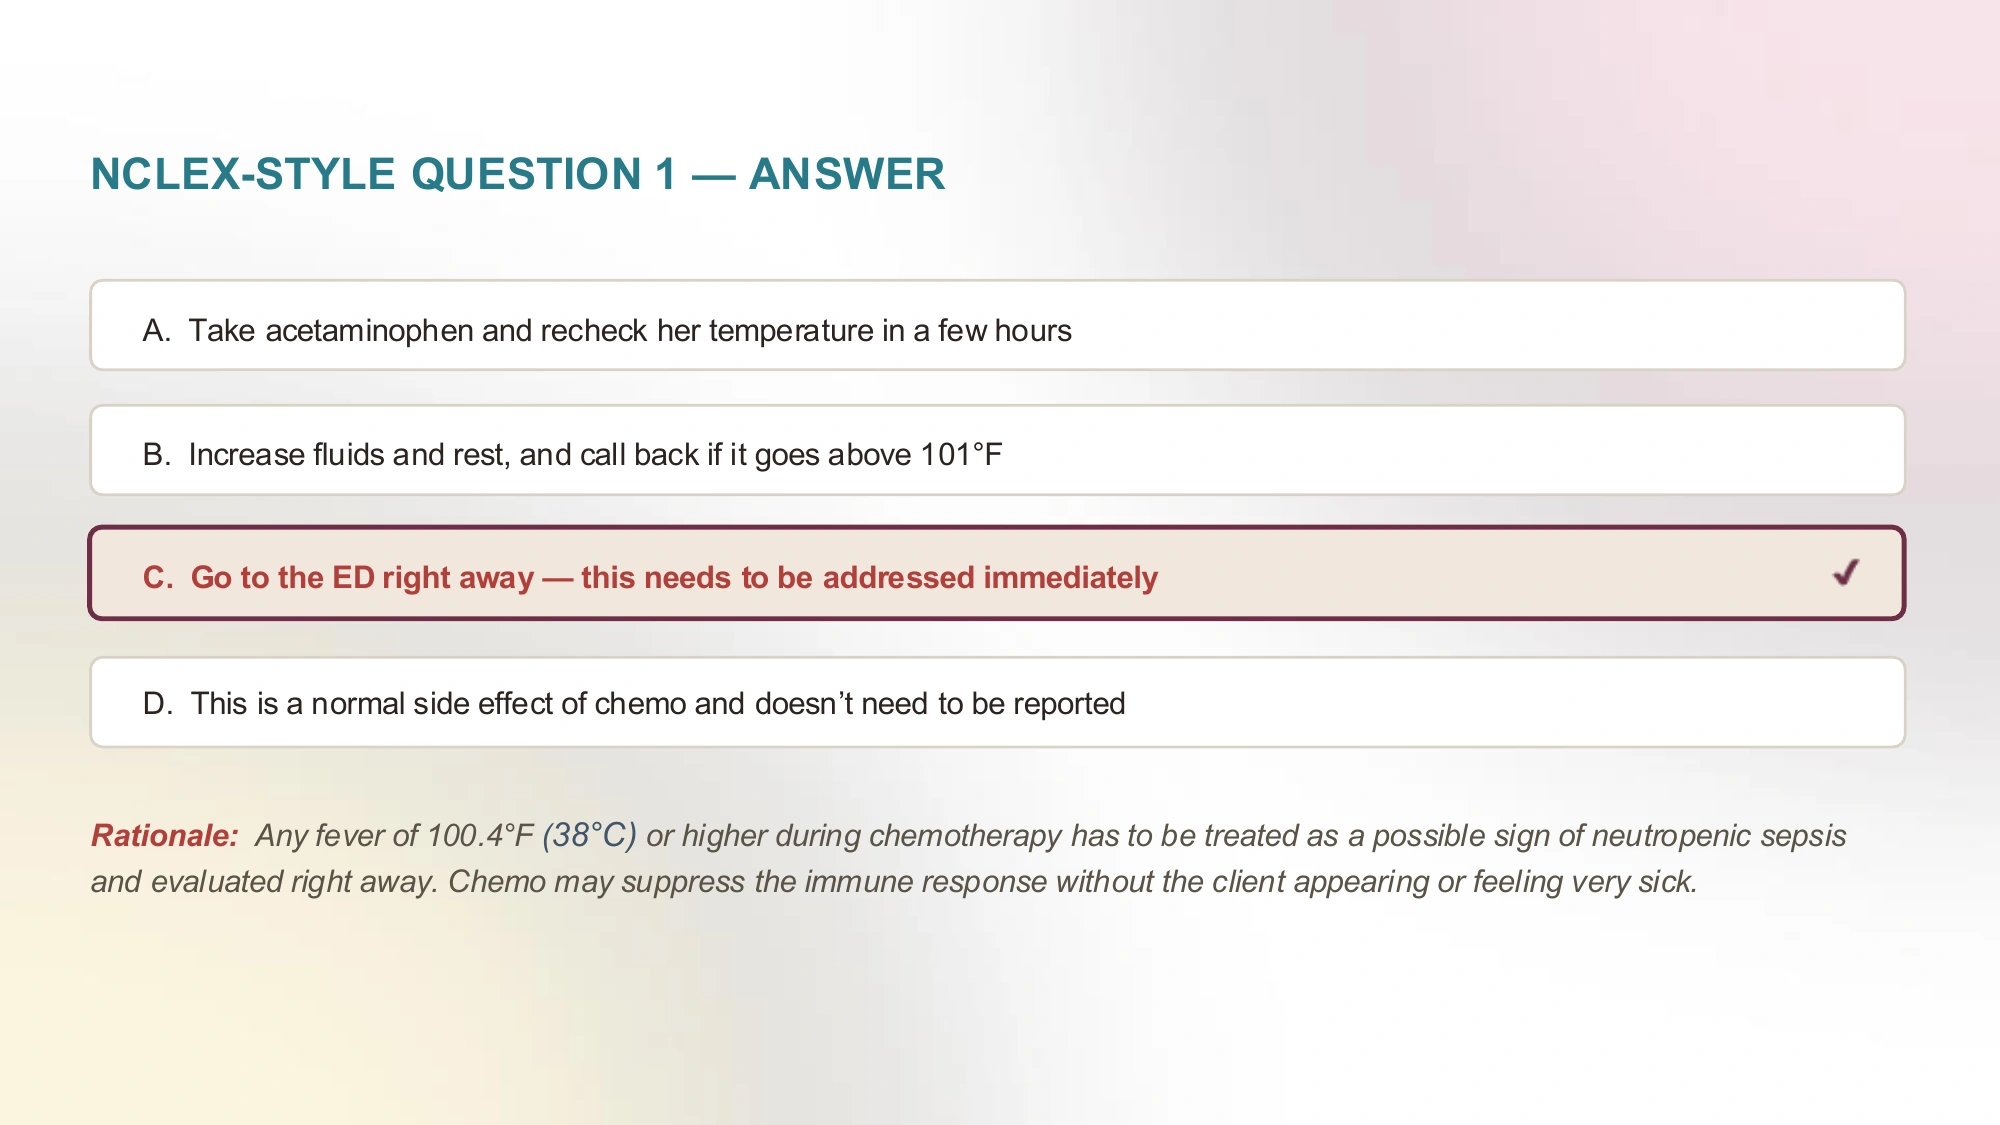 NCLEX-STYLE QUESTION 1 — ANSWER
A. Take acetaminophen and recheck her temperature in a few hours
B. Increase fluids and rest, and call back if it goes above 101°F
C. Go to the ED right away — this needs to be addressed immediately ✓
D. This is a normal side effect of chemo and doesn’t need to be reported
Rationale: Any fever of 100.4°F (38°C) or higher during chemotherapy has to be treated as a possible sign of neutropenic sepsis
and evaluated right away. Chemo may suppress the immune response without the client appearing or feeling very sick.